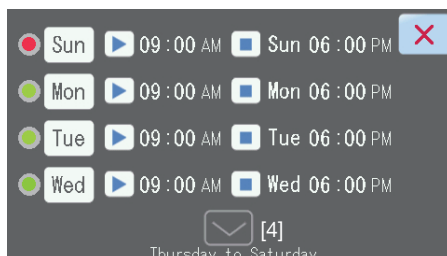 Sun 09:00 AM Sun 06:00 PM
Mon 09:00 AM Mon 06:00 PM
Tue 09:00 AM Tue 06:00 PM
Wed 09:00 AM Wed 06:00 PM
[4]
Thursday to Saturday